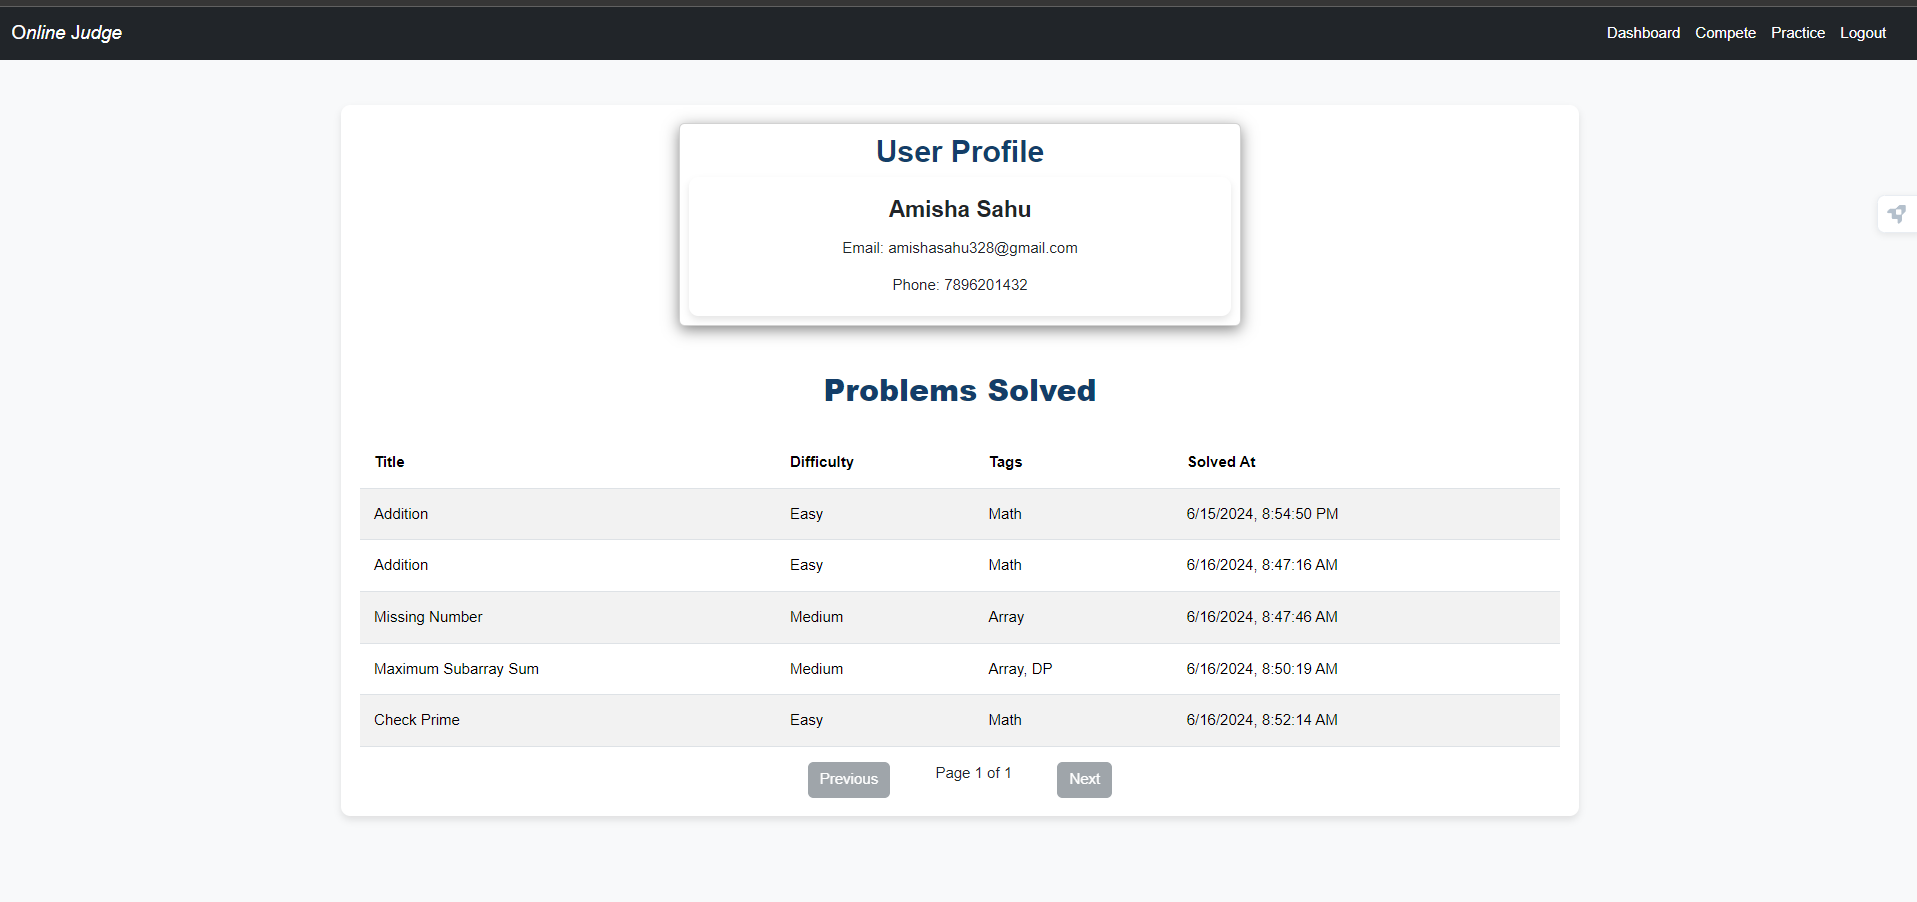 Online Judge Dashboard Compete Practice Logout
User Profile
Amisha Sahu
Email: amishasahu328@gmail.com
Phone: 7896201432
Problems Solved
Title Difficulty Tags Solved At
Addition Easy Math 6/15/2024, 8:54:50 PM
Addition Easy Math 6/16/2024, 8:47:16 AM
Missing Number Medium Array 6/16/2024, 8:47:46 AM
Maximum Subarray Sum Medium Array, DP 6/16/2024, 8:50:19 AM
Check Prime Easy Math 6/16/2024, 8:52:14 AM
Previous Page 1 of 1 Next